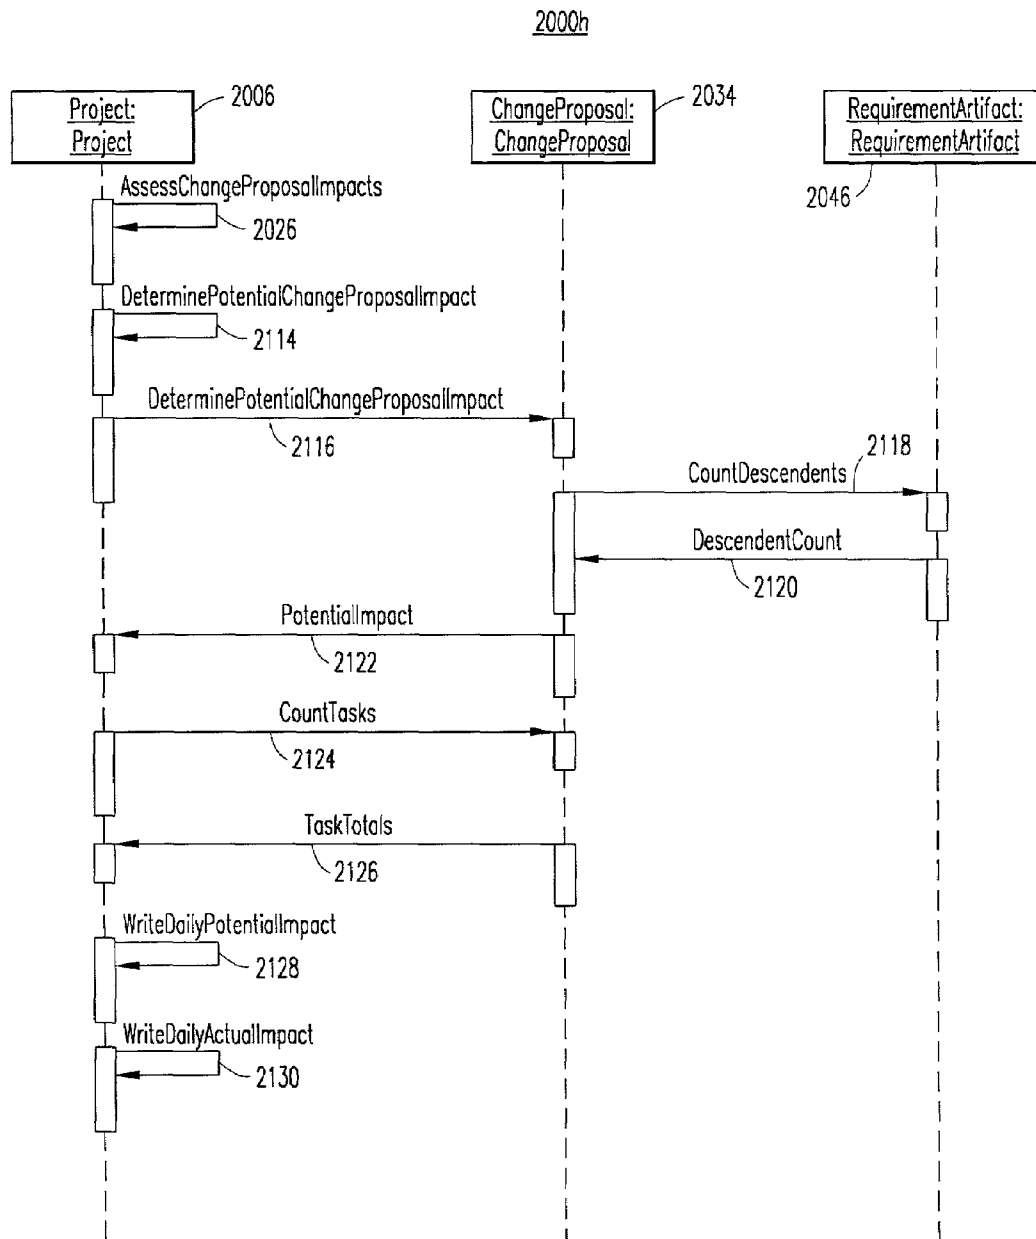 2000h
Project:
Project
2006
ChangeProposal:
ChangeProposal
2034
RequirementArtifact:
RequirementArtifact
2046
AssessChangeProposalImpacts
2026
DeterminePotentialChangeProposalImpact
2114
DeterminePotentialChangeProposalImpact
2116
CountDescendents
2118
DescendentCount
2120
PotentialImpact
2122
CountTasks
2124
TaskTotals
2126
WriteDailyPotentialImpact
2128
WriteDailyActualImpact
2130